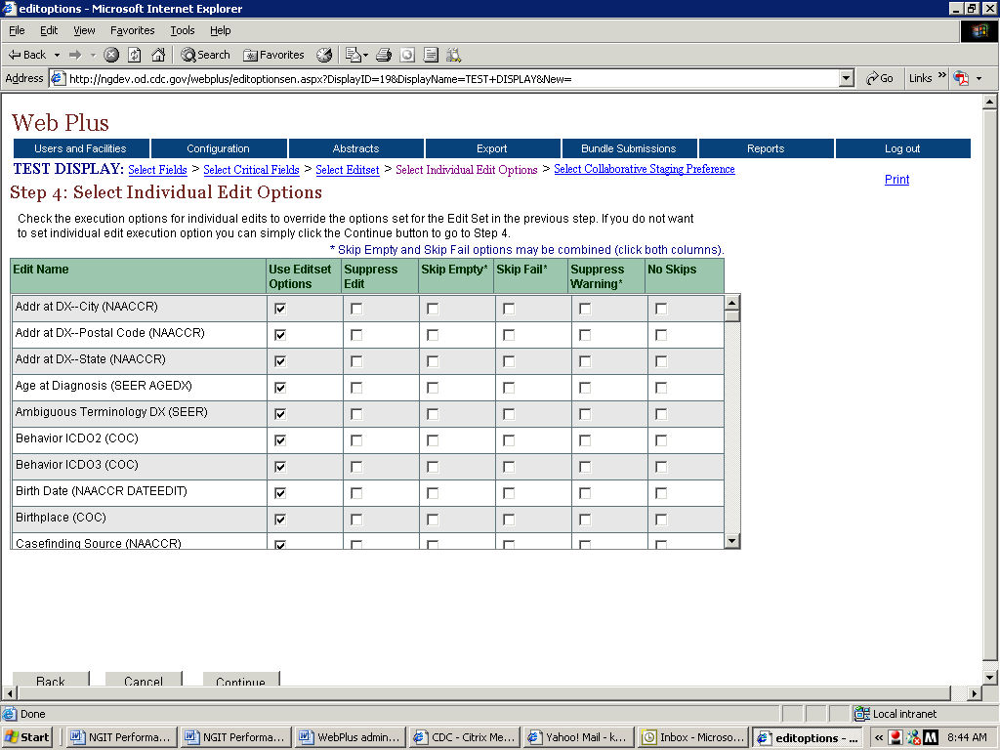 editoptions - Microsoft Internet Explorer
File Edit View Favorites Tools Help
Back Search Favorites
Address http://ngdev.od.cdc.gov/webplus/editoptionsen.aspx?DisplayID=19&DisplayName=TEST+DISPLAY&New= Go Links »
Web Plus
Users and Facilities Configuration Abstracts Export Bundle Submissions Reports Log out
TEST DISPLAY: Select Fields > Select Critical Fields > Select Editset > Select Individual Edit Options > Select Collaborative Staging Preference
Print
Step 4: Select Individual Edit Options
Check the execution options for individual edits to override the options set for the Edit Set in the previous step. If you do not want
to set individual edit execution option you can simply click the Continue button to go to Step 4.
* Skip Empty and Skip Fail options may be combined (click both columns).
Edit Name Use Editset Suppress Skip Empty* Skip Fail* Suppress No Skips
Options Edit Warning*
Addr at DX--City (NAACCR)
Addr at DX--Postal Code (NAACCR)
Addr at DX--State (NAACCR)
Age at Diagnosis (SEER AGEDX)
Ambiguous Terminology DX (SEER)
Behavior ICDO2 (COC)
Behavior ICDO3 (COC)
Birth Date (NAACCR DATEEDIT)
Birthplace (COC)
Casefinding Source (NAACCR)
Back Cancel Continue
Done Local intranet
Start NGIT Performa... NGIT Performa... WebPlus admin... CDC - Citrix Me... Yahoo! Mail - k... Inbox - Microso... editoptions - ... « 8:44 AM